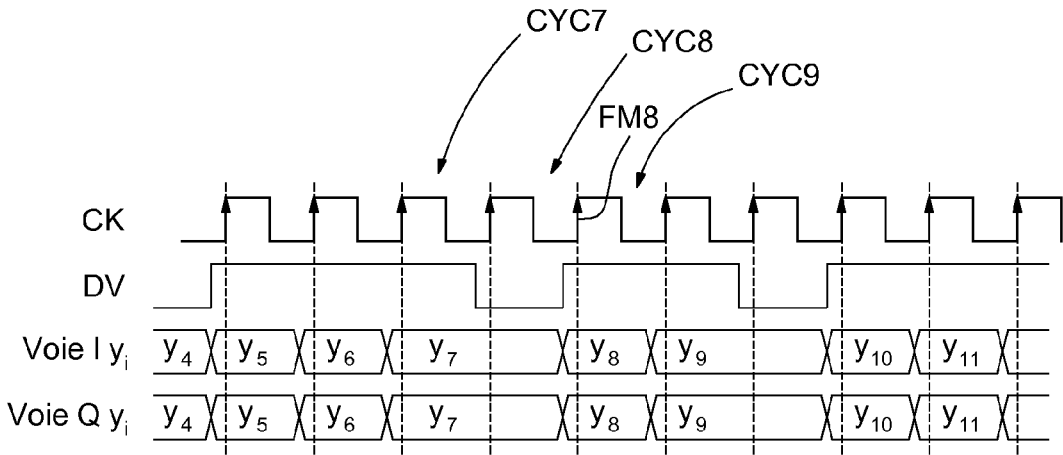 CYC7
CYC8
CYC9
FM8
CK
DV
Voie I yi y4 y5 y6 y7 y8 y9 y10 y11
Voie Q yi y4 y5 y6 y7 y8 y9 y10 y11